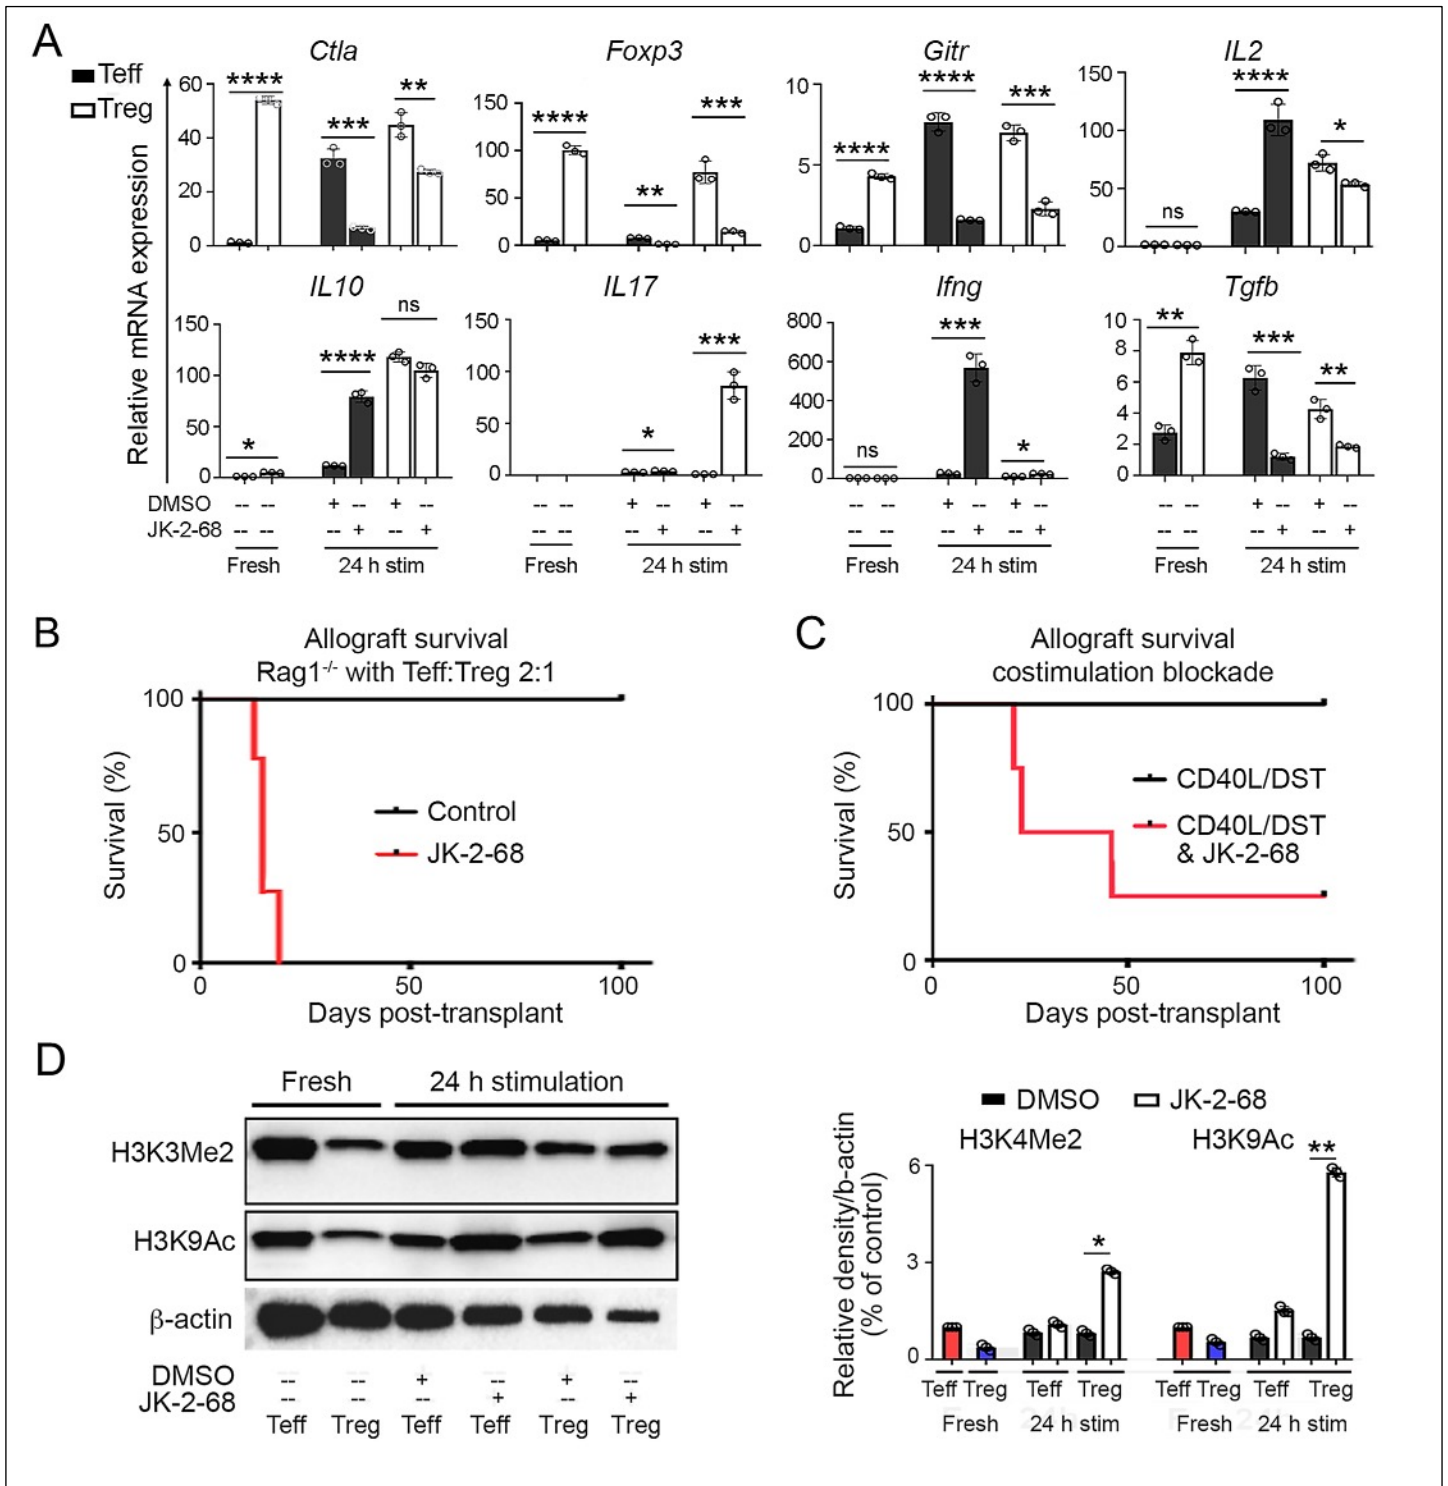 A
Teff
Treg
Relative mRNA expression
Ctla
60
40
20
0
****
***
**
Foxp3
150
100
50
0
****
**
***
Gitr
10
5
0
****
****
***
IL2
150
100
50
0
ns
****
*
IL10
150
100
50
0
*
****
ns
IL17
150
100
50
0
*
***
Ifng
800
600
400
200
0
ns
***
*
Tgfb
10
8
6
4
2
0
**
***
**
DMSO -- -- + -- + -- -- -- + -- + -- -- -- + -- + -- -- -- + -- + --
JK-2-68 -- -- -- + -- + -- -- -- + -- + -- -- -- + -- + -- -- -- + -- +
Fresh 24 h stim Fresh 24 h stim Fresh 24 h stim Fresh 24 h stim
B
Allograft survival
Rag1-/- with Teff:Treg 2:1
Survival (%)
100
50
0
Control
JK-2-68
0 50 100
Days post-transplant
C
Allograft survival
costimulation blockade
Survival (%)
100
50
0
CD40L/DST
CD40L/DST
& JK-2-68
0 50 100
Days post-transplant
D
Fresh 24 h stimulation
H3K3Me2
H3K9Ac
β-actin
DMSO -- -- + -- + --
JK-2-68 -- -- -- + -- +
Teff Treg Teff Teff Treg Treg
DMSO JK-2-68
H3K4Me2 H3K9Ac
Relative density/b-actin
(% of control)
6
3
0
*
**
Teff Treg Teff Treg Teff Treg Teff Treg
Fresh 24 h stim Fresh 24 h stim